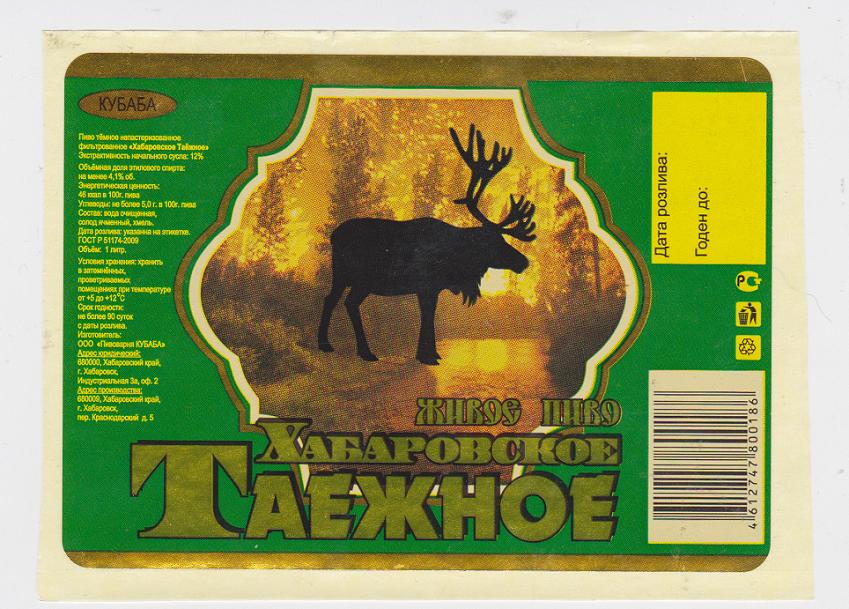 КУБАБА
Пиво тёмное непастеризованное
фильтрованное «Хабаровское Таёжное»
Экстрактивность начального сусла: 12%
Объёмная доля этилового спирта:
не менее 4,1% об.
Энергетическая ценность:
46 ккал в 100г. пива
Углеводы: не более 5,0 г. в 100г. пива
Состав: вода очищенная,
солод ячменный, хмель.
Дата розлива: указанна на этикетке.
ГОСТ Р 51174-2009
Объём: 1 литр.
Условия хранения: хранить
в затемнённых,
проветриваемых
помещениях при температуре
от +5 до +12°С
Срок годности:
не более 90 суток
с даты розлива.
Изготовитель:
ООО «Пивоварня КУБАБА»
Адрес юридический:
680000, Хабаровский край,
г. Хабаровск,
Индустриальная 3а, оф. 2
Адрес производства:
680009, Хабаровский край,
г. Хабаровск,
пер. Краснодарский д. 5
ЖИВОЕ ПИВО
ХАБАРОВСКОЕ
ТАЕЖНОЕ
Дата розлива:
Годен до:
4 612747 800186